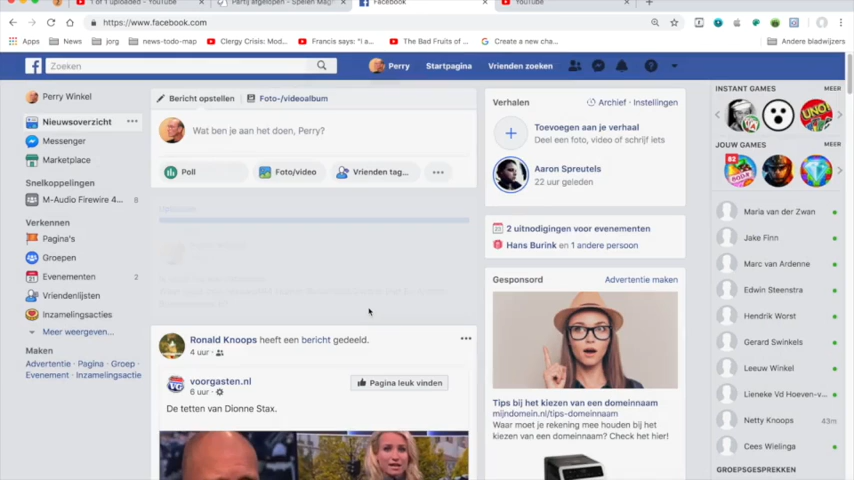 1 of 1 uploaded - YouTube
Partij afgelopen - Spelen Mag
Facebook
YouTube
https://www.facebook.com
Apps
News
jorg
news-todo-map
Clergy Crisis: Mod...
Francis says: "I a...
The Bad Fruits of ...
Create a new cha...
Andere bladwijzers
Zoeken
Perry
Startpagina
Vrienden zoeken
Perry Winkel
Nieuwsoverzicht
Messenger
Marketplace
Snelkoppelingen
M-Audio Firewire 4...
8
Verkennen
Pagina's
Groepen
Evenementen
2
Vriendenlijsten
Inzamelingsacties
Meer weergeven...
Maken
Advertentie · Pagina · Groep ·
Evenement · Inzamelingsactie
Bericht opstellen
Foto-/videoalbum
Wat ben je aan het doen, Perry?
Poll
Foto/video
Vrienden tag...
Ronald Knoops heeft een bericht gedeeld.
4 uur ·
voorgasten.nl
6 uur ·
Pagina leuk vinden
De tetten van Dionne Stax.
VG
Verhalen
Archief · Instellingen
Toevoegen aan je verhaal
Deel een foto, video of schrijf iets
Aaron Spreutels
22 uur geleden
2 uitnodigingen voor evenementen
Hans Burink en 1 andere persoon
Gesponsord
Advertentie maken
Tips bij het kiezen van een domeinnaam
mijndomein.nl/tips-domeinnaam
Waar moet je rekening mee houden bij het
kiezen van een domeinnaam? Check het hier!
INSTANT GAMES
MEER
UNO
JOUW GAMES
MEER
92
Maria van der Zwan
Jake Finn
Marc van Ardenne
Edwin Steenstra
Hendrik Worst
Gerard Swinkels
Leeuw Winkel
Lieneke Vd Hoeven-v...
Netty Knoops
43m
Cees Wielinga
GROEPSGESPREKKEN